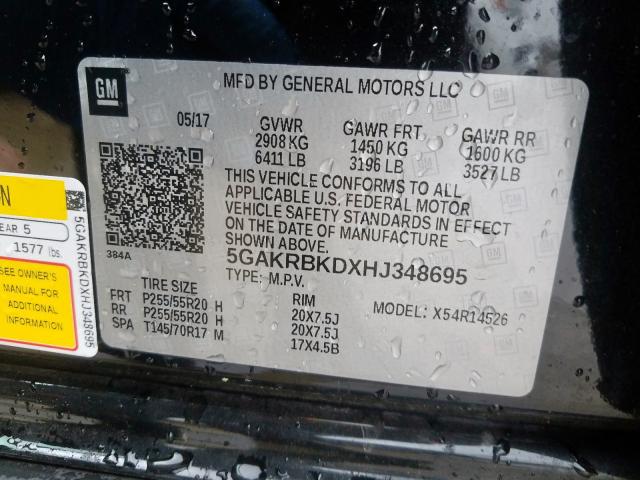 GM
MFD BY GENERAL MOTORS LLC
05/17
GVWR GAWR FRT. GAWR RR
2908 KG 1450 KG 1600 KG
6411 LB 3196 LB 3527 LB
THIS VEHICLE CONFORMS TO ALL
APPLICABLE U.S. FEDERAL MOTOR
VEHICLE SAFETY STANDARDS IN EFFECT
ON THE DATE OF MANUFACTURE
SHOWN ABOVE.
384A
5GAKRBKDXHJ348695
TYPE: M.P.V.
MODEL: X54R14526
TIRE SIZE RIM
FRT P255/55R20 H 20X7.5J
RR P255/55R20 H 20X7.5J
SPA T145/70R17 M 17X4.5B
ON
EAR 5
1577 lbs.
SEE OWNER'S
MANUAL FOR
ADDITIONAL
INFORMATION
5GAKRBKDXHJ348695